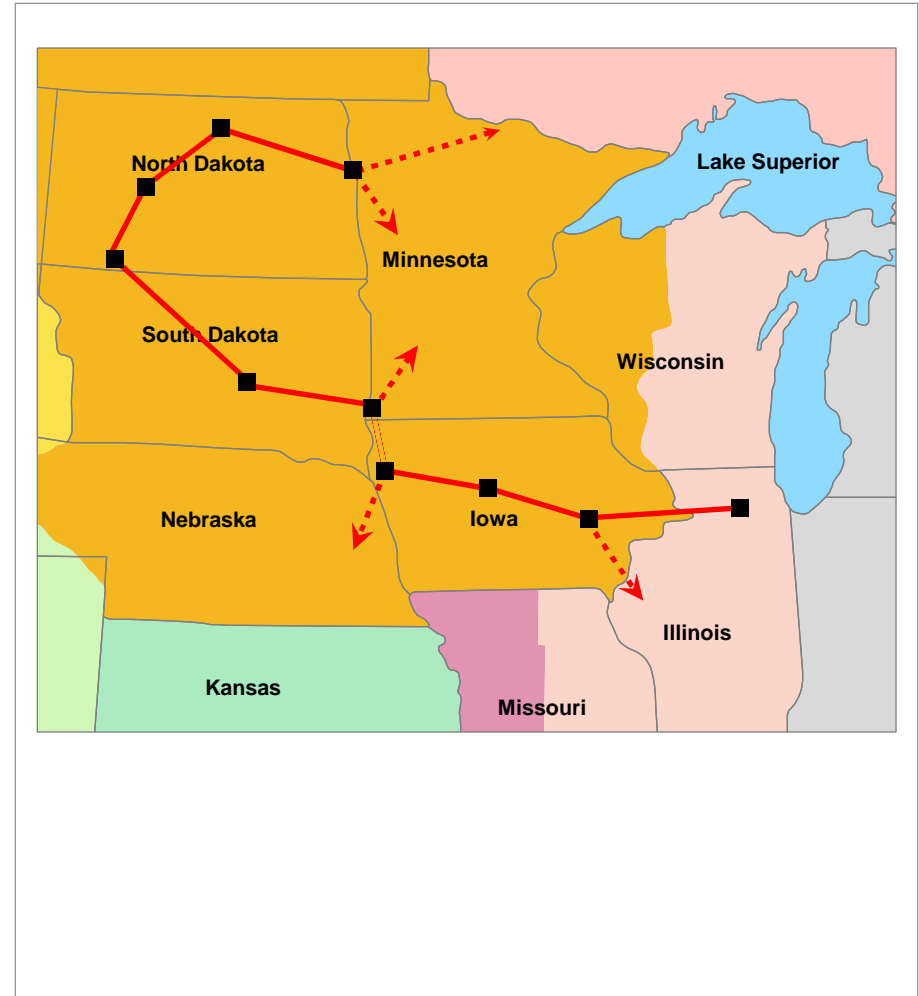 North Dakota
Lake Superior
Minnesota
South Dakota
Wisconsin
Nebraska
Iowa
Illinois
Kansas
Missouri